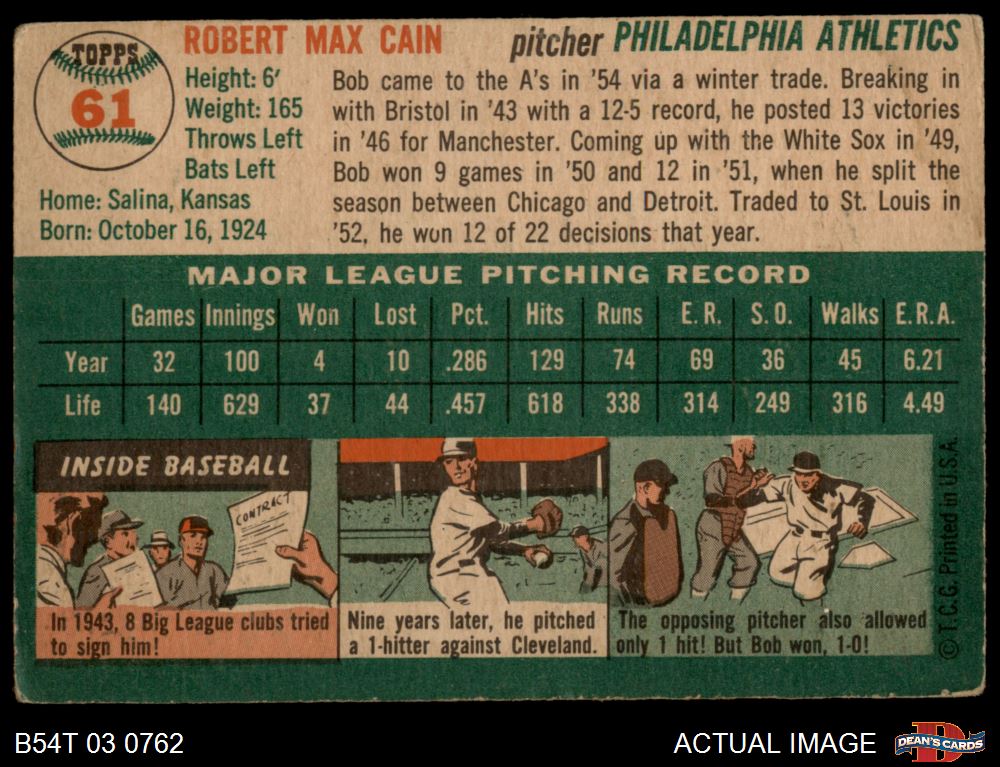 TOPPS
61
ROBERT MAX CAIN
pitcher PHILADELPHIA ATHLETICS
Height: 6'
Weight: 165
Throws Left
Bats Left
Home: Salina, Kansas
Born: October 16, 1924
Bob came to the A's in '54 via a winter trade. Breaking in
with Bristol in '43 with a 12-5 record, he posted 13 victories
in '46 for Manchester. Coming up with the White Sox in '49,
Bob won 9 games in '50 and 12 in '51, when he split the
season between Chicago and Detroit. Traded to St. Louis in
'52, he won 12 of 22 decisions that year.
MAJOR LEAGUE PITCHING RECORD
Games Innings Won Lost Pct. Hits Runs E. R. S. O. Walks E.R.A.
Year 32 100 4 10 .286 129 74 69 36 45 6.21
Life 140 629 37 44 .457 618 338 314 249 316 4.49
INSIDE BASEBALL
CONTRACT
In 1943, 8 Big League clubs tried
to sign him!
Nine years later, he pitched
a 1-hitter against Cleveland.
The opposing pitcher also allowed
only 1 hit! But Bob won, 1-0!
© T.C.G. Printed in U.S.A.
B54T 03 0762
ACTUAL IMAGE
DEAN'S CARDS